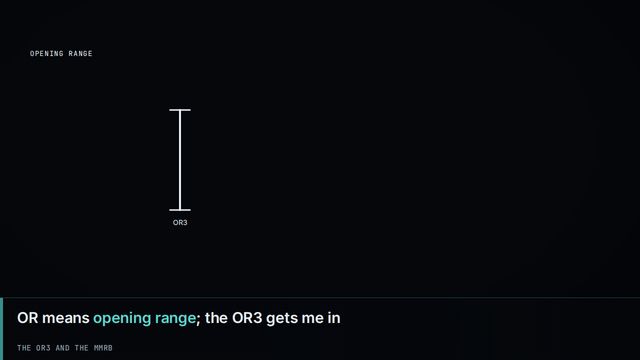 OPENING RANGE
OR3
OR means opening range; the OR3 gets me in
THE OR3 AND THE MMRB